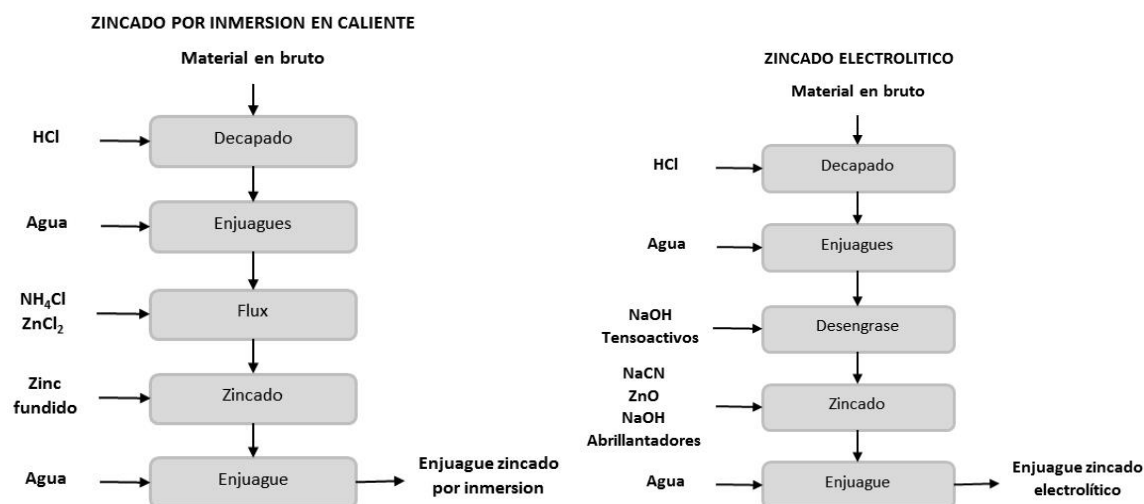 ZINCADO POR INMERSION EN CALIENTE
Material en bruto
HCl
Decapado
Agua
Enjuagues
NH₄Cl
ZnCl₂
Flux
Zinc
fundido
Zincado
Agua
Enjuague
Enjuague zincado
por inmersion
ZINCADO ELECTROLITICO
Material en bruto
HCl
Decapado
Agua
Enjuagues
NaOH
Tensoactivos
Desengrase
NaCN
ZnO
NaOH
Abrillantadores
Zincado
Agua
Enjuague
Enjuague zincado
electrolítico